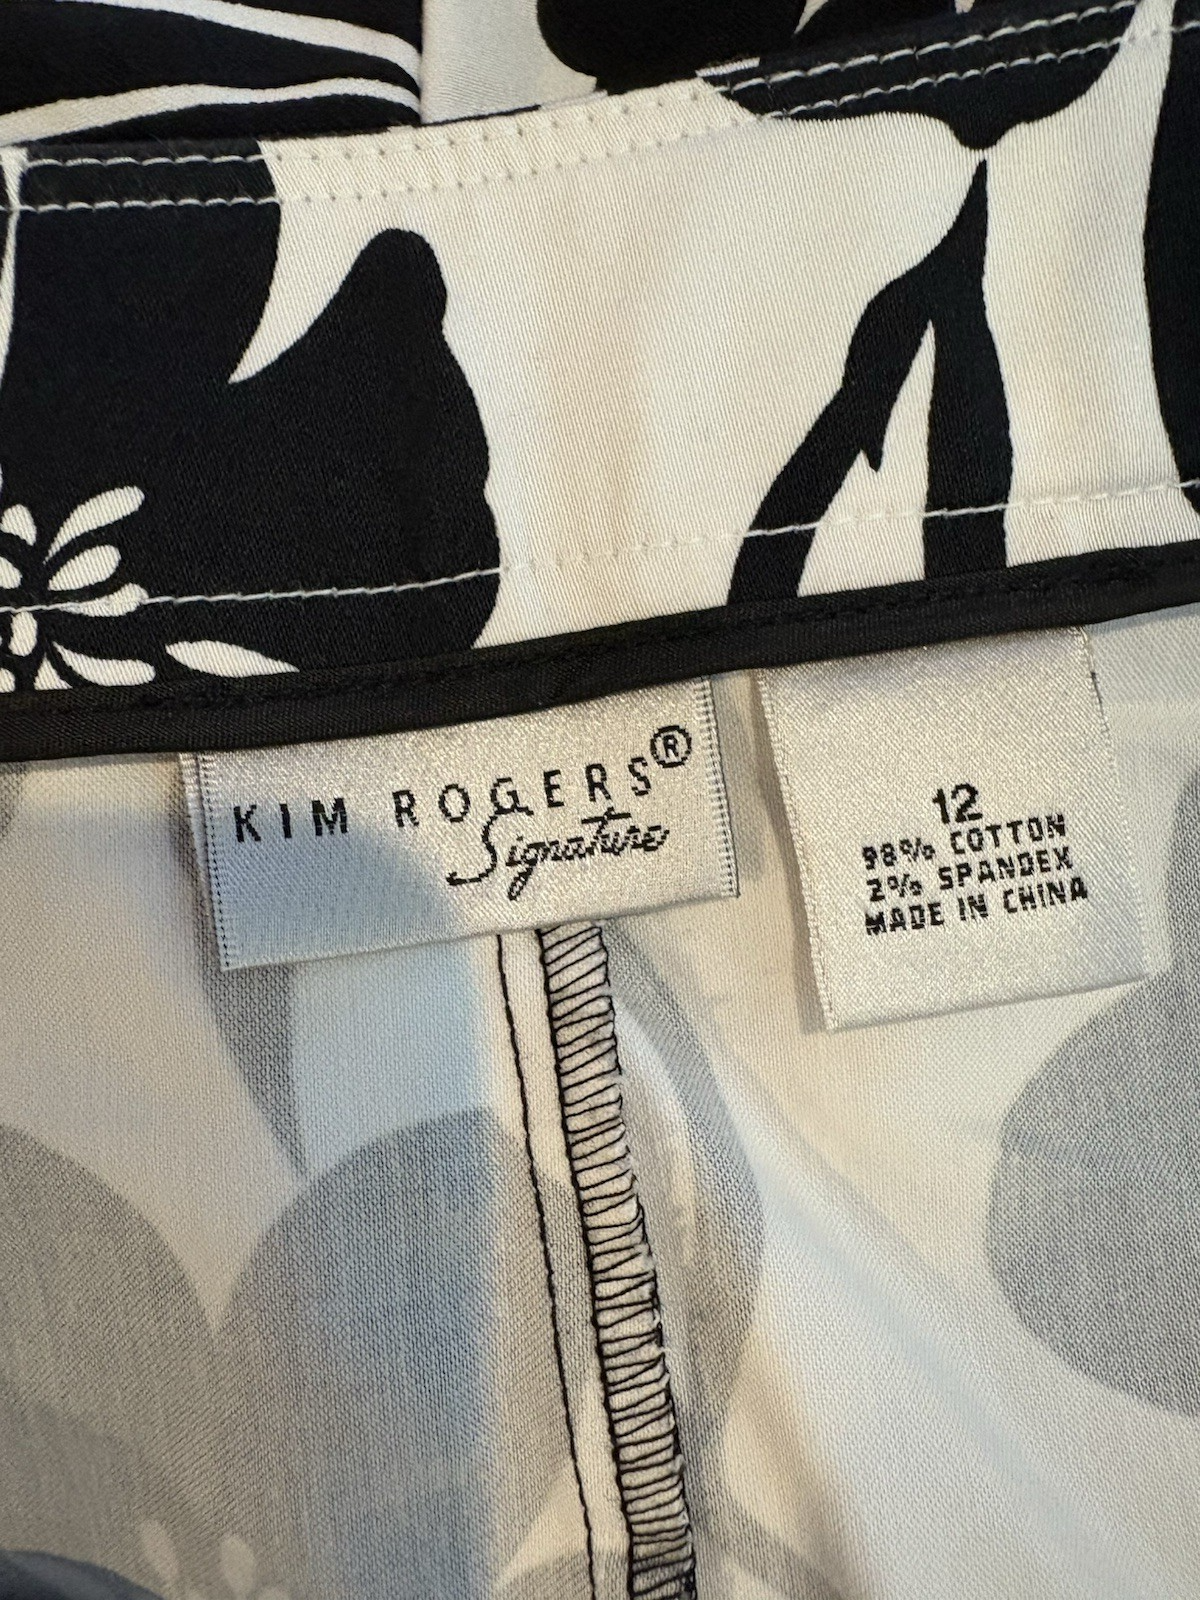 KIM ROGERS®
Signature
12
98% COTTON
2% SPANDEX
MADE IN CHINA